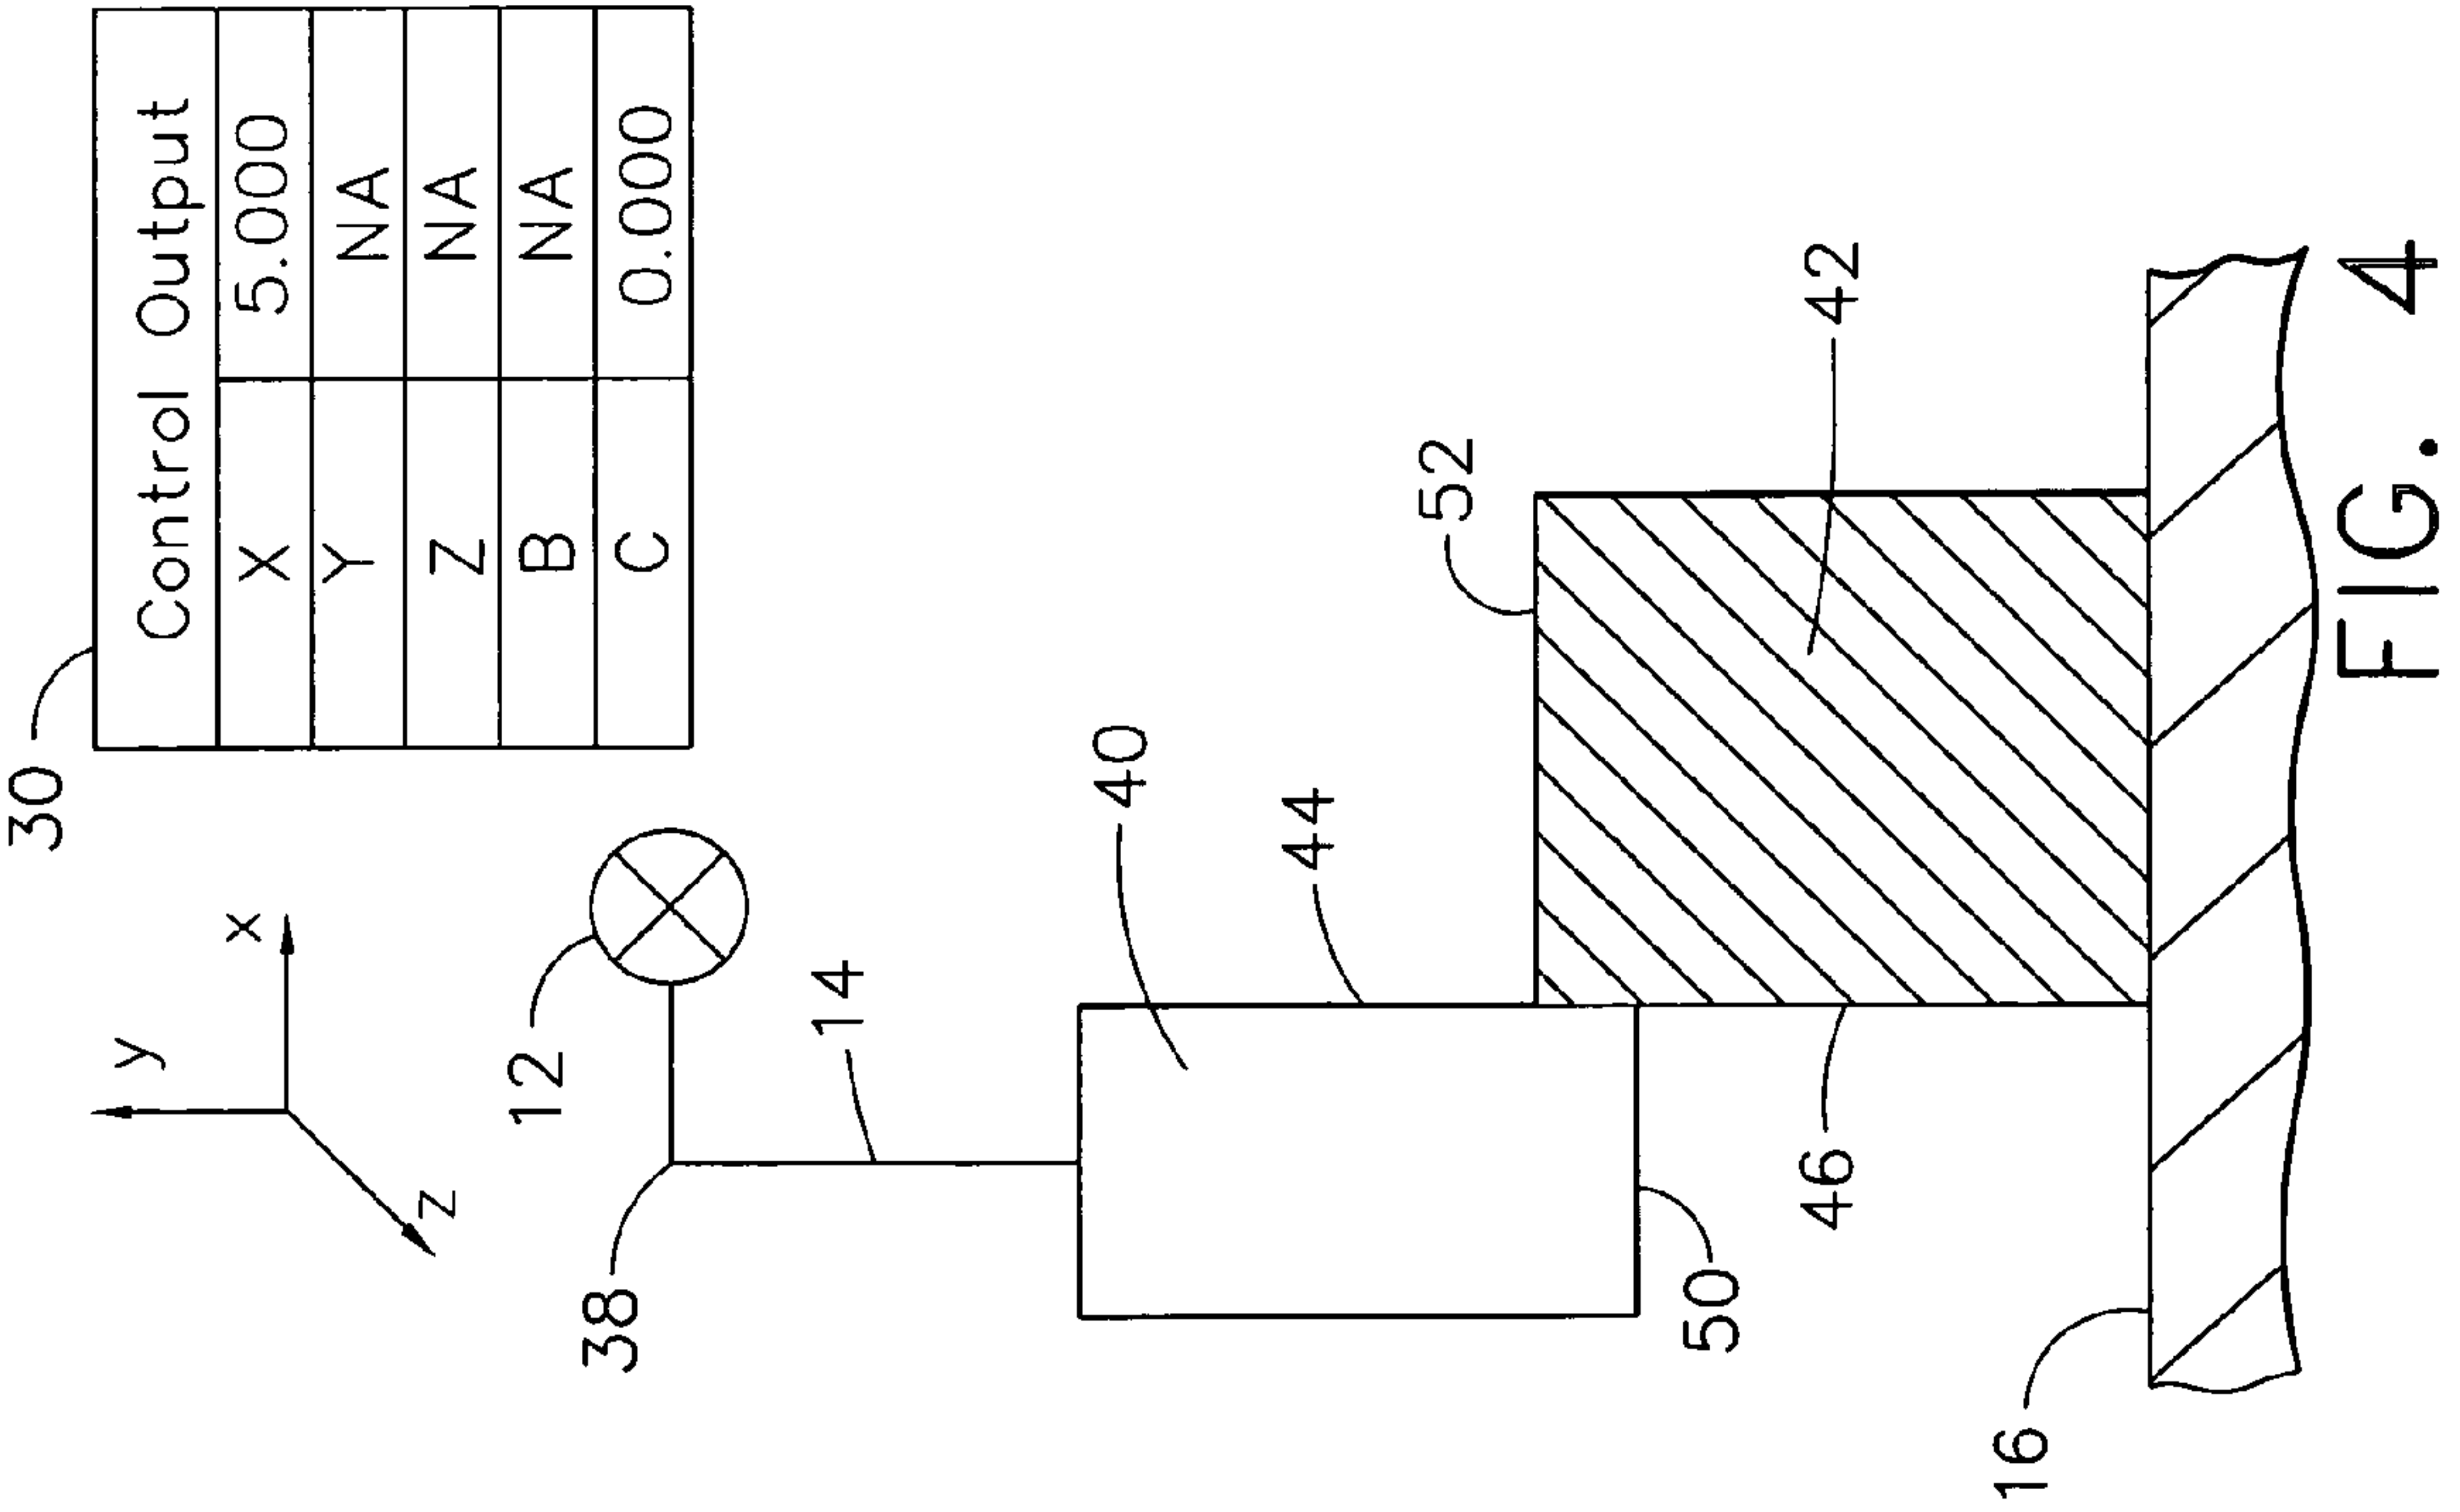 30
Control Output
X 5.000
Y NA
Z NA
B NA
C 0.000
y
x
z
12
38
14
40
44
52
42
50
46
16
FIG. 4